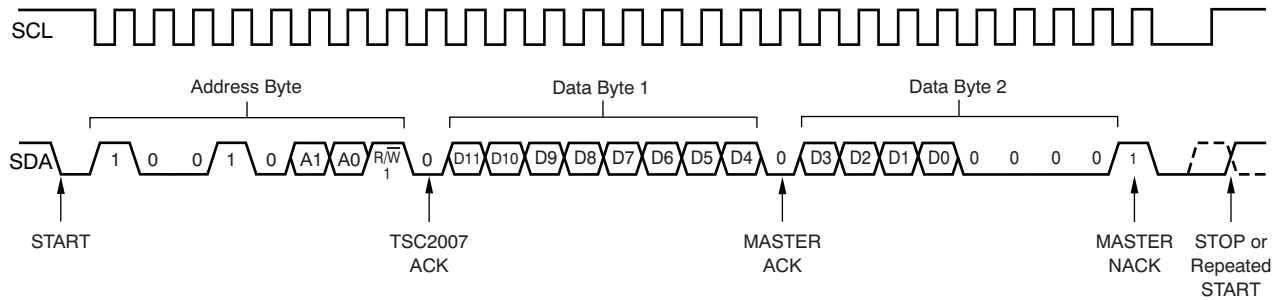 SCL
Address Byte Data Byte 1 Data Byte 2
SDA 1 0 0 1 0 A1 A0 R/W̅ 1 0 D11 D10 D9 D8 D7 D6 D5 D4 0 D3 D2 D1 D0 0 0 0 0 1
START TSC2007 MASTER MASTER STOP or
ACK ACK NACK Repeated
START